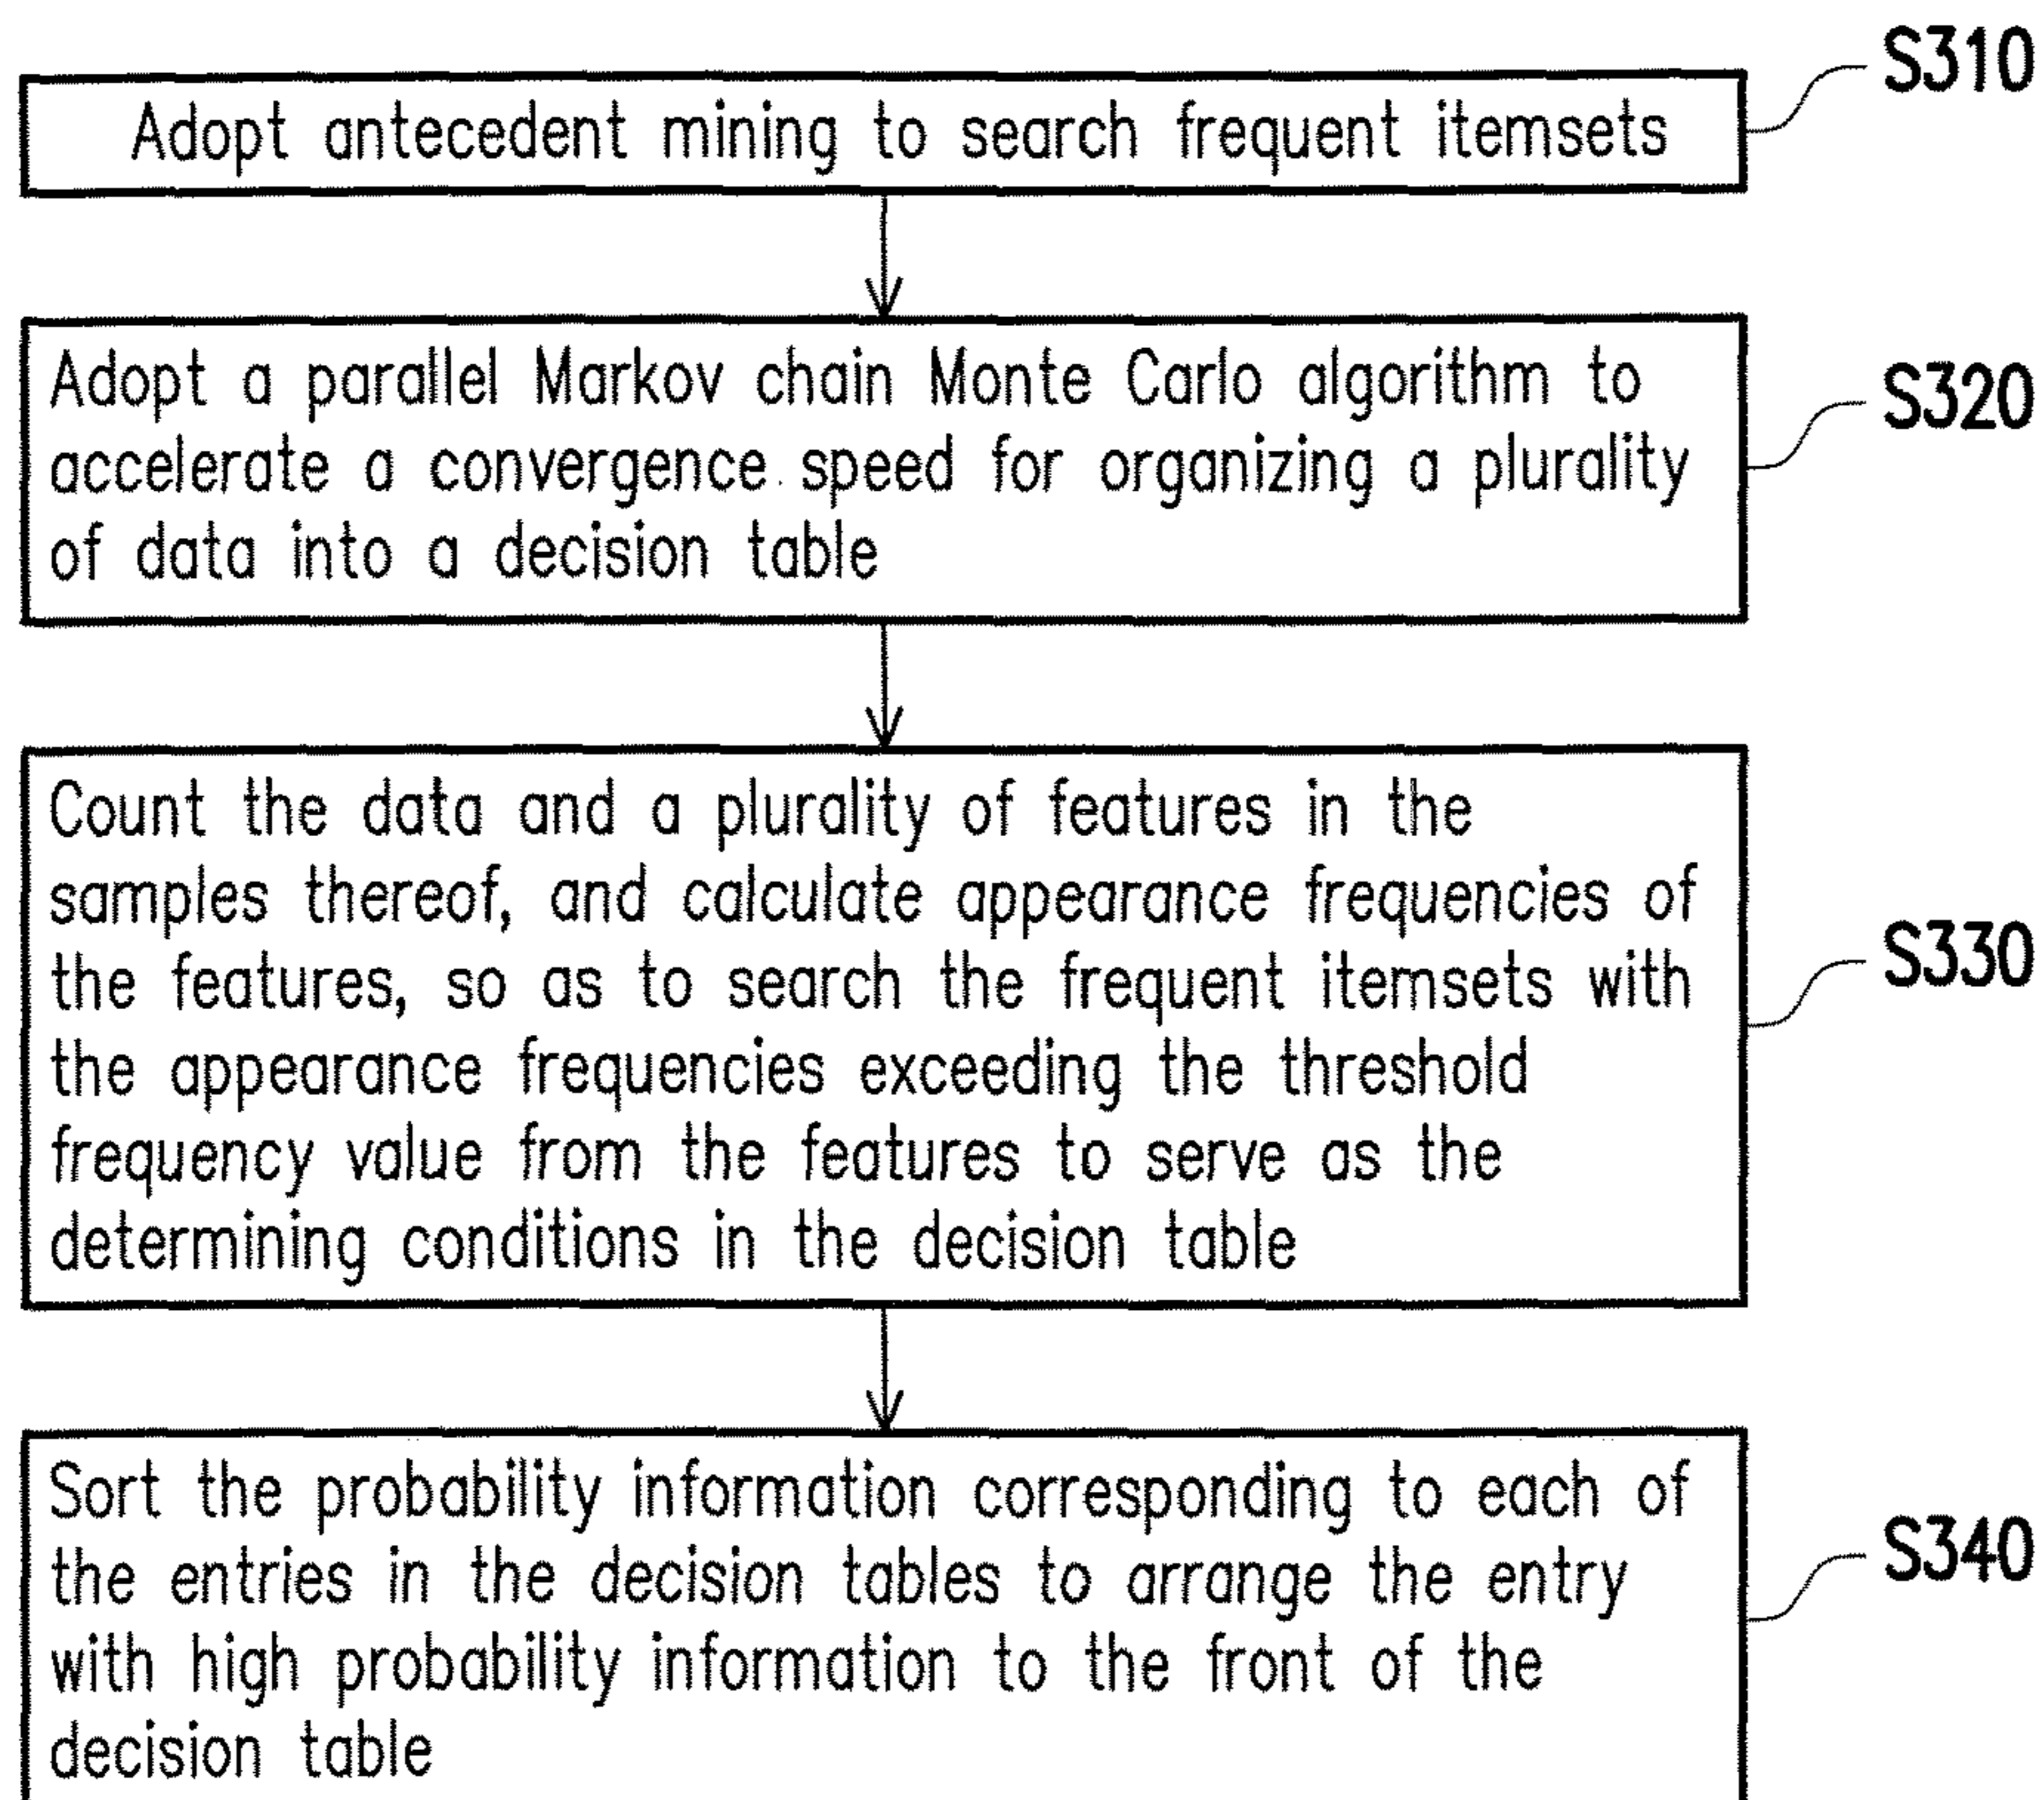 S310
Adopt antecedent mining to search frequent itemsets
Adopt a parallel Markov chain Monte Carlo algorithm to
accelerate a convergence speed for organizing a plurality
of data into a decision table
S320
Count the data and a plurality of features in the
samples thereof, and calculate appearance frequencies of
the features, so as to search the frequent itemsets with
the appearance frequencies exceeding the threshold
frequency value from the features to serve as the
determining conditions in the decision table
S330
Sort the probability information corresponding to each of
the entries in the decision tables to arrange the entry
with high probability information to the front of the
decision table
S340